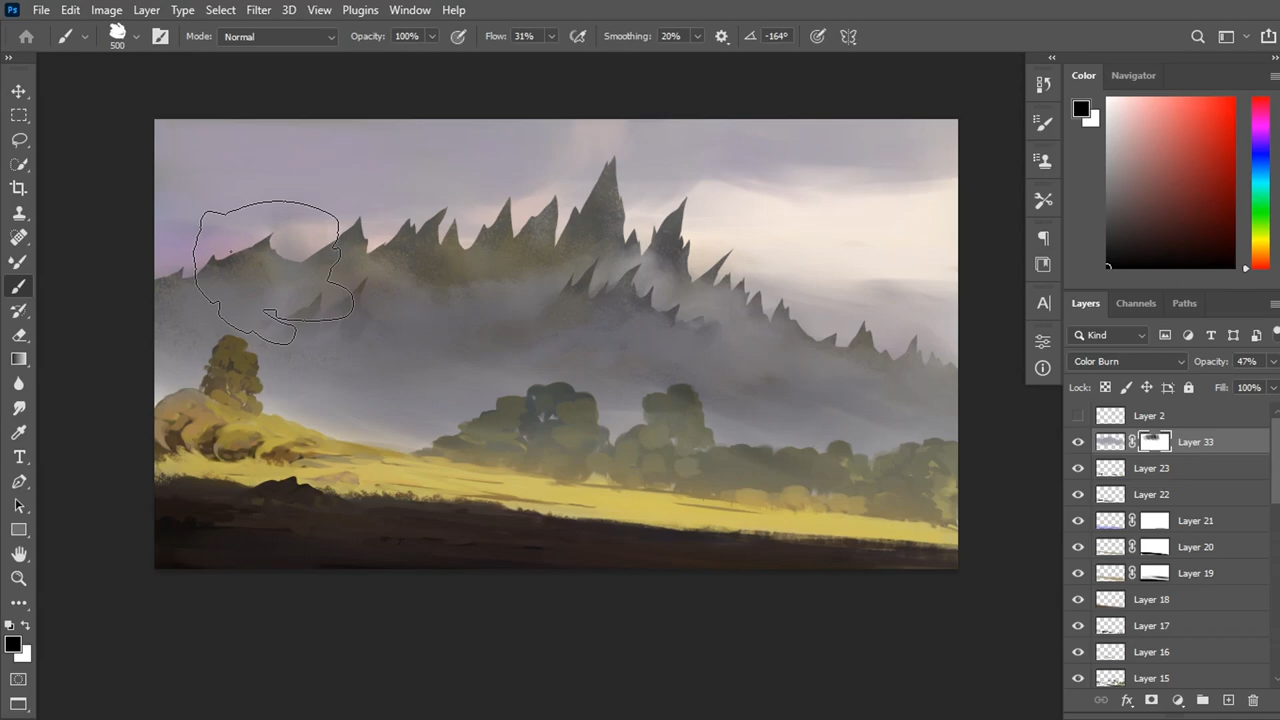 Ps File Edit Image Layer Type Select Filter 3D View Plugins Window Help
500 Mode: Normal Opacity: 100% Flow: 31% Smoothing: 20% -164°
Color Navigator
Layers Channels Paths
Kind
Color Burn Opacity: 47%
Lock: Fill: 100%
Layer 2
Layer 33
Layer 23
Layer 22
Layer 21
Layer 20
Layer 19
Layer 18
Layer 17
Layer 16
Layer 15